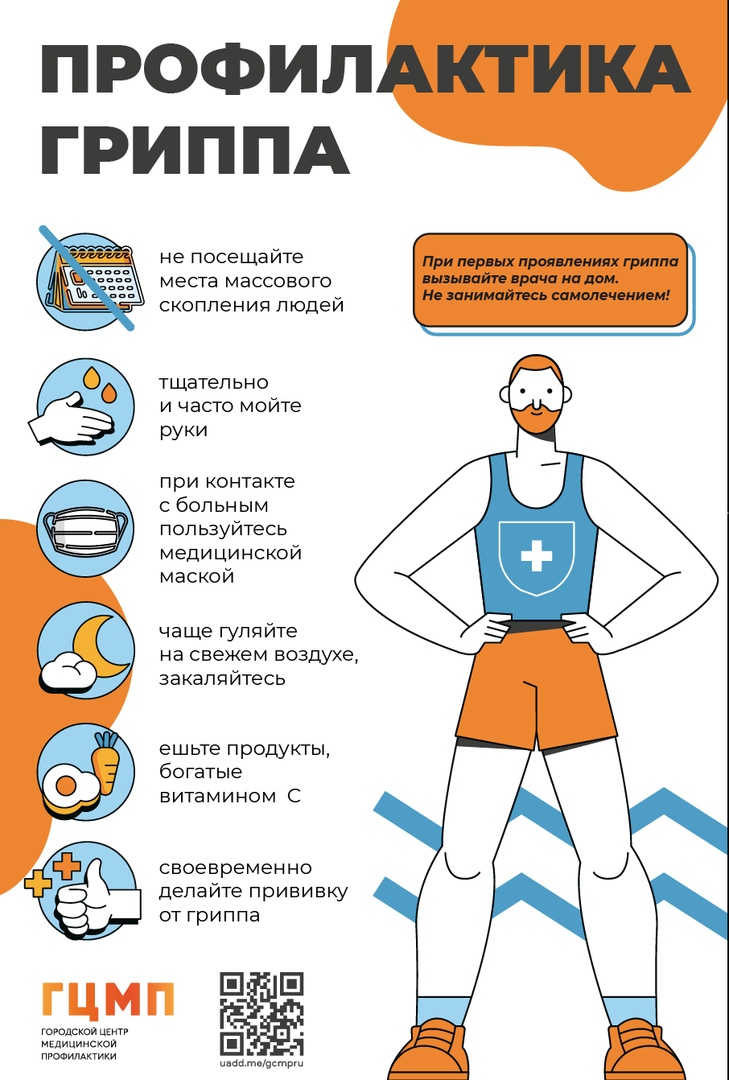 ПРОФИЛАКТИКА
ГРИППА
не посещайте
места массового
скопления людей
При первых проявлениях гриппа
вызывайте врача на дом.
Не занимайтесь самолечением!
тщательно
и часто мойте
руки
при контакте
с больным
пользуйтесь
медицинской
маской
чаще гуляйте
на свежем воздухе,
закаляйтесь
ешьте продукты,
богатые
витамином С
своевременно
делайте прививку
от гриппа
ГЦМП
ГОРОДСКОЙ ЦЕНТР
МЕДИЦИНСКОЙ
ПРОФИЛАКТИКИ
uadd.me/gcmpru